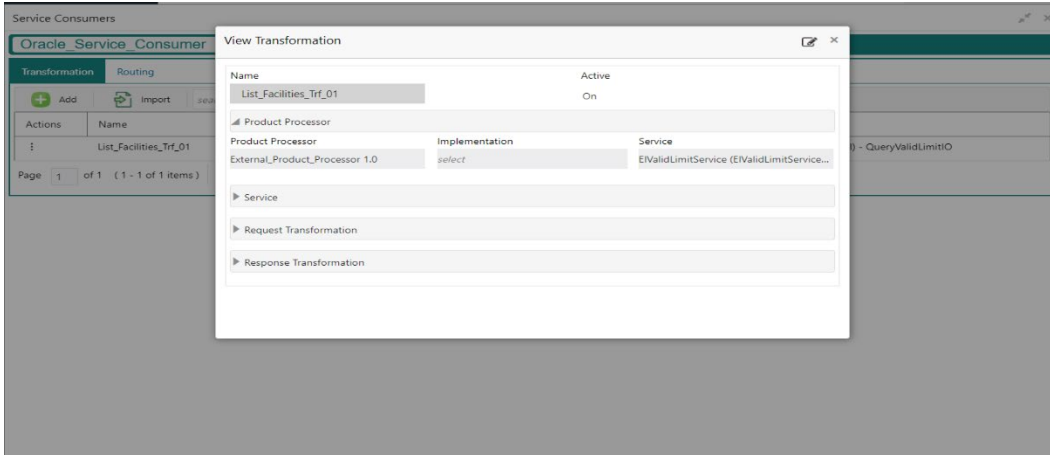 Service Consumers
Oracle_Service_Consumer
Transformation Routing
Add Import
Actions Name
List_Facilities_Trf_01 - QueryValidLimitIO
Page 1 of 1 (1 - 1 of 1 items)
View Transformation
Name Active
List_Facilities_Trf_01 On
Product Processor
Product Processor Implementation Service
External_Product_Processor 1.0 select EIValidLimitService (EIValidLimitService...
Service
Request Transformation
Response Transformation